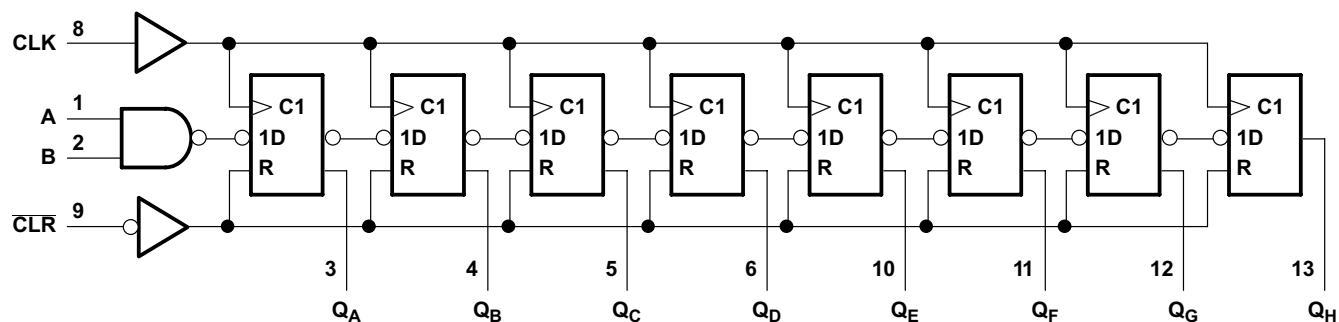 CLK 8
C1 C1 C1 C1 C1 C1 C1 C1
A 1
B 2
1D 1D 1D 1D 1D 1D 1D 1D
R R R R R R R R
CLR 9
3 4 5 6 10 11 12 13
QA QB QC QD QE QF QG QH